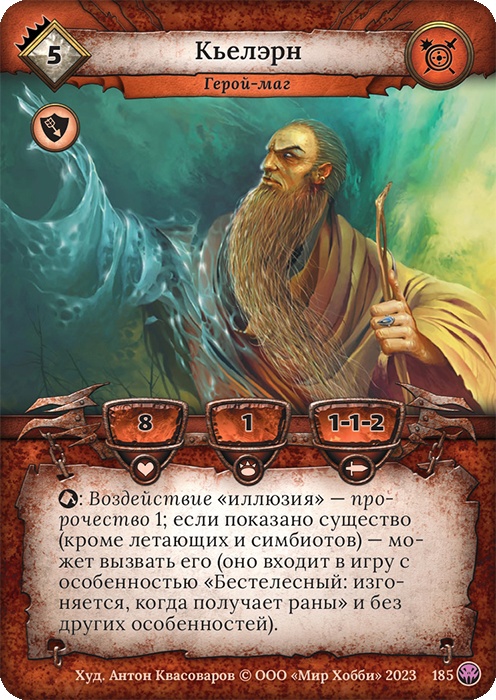 5
Кьелэрн
Герой-маг
8
1
1-1-2
: Воздействие «иллюзия» — про-
рочество 1; если показано существо
(кроме летающих и симбиотов) — мо-
жет вызвать его (оно входит в игру с
особенностью «Бестелесный: изго-
няется, когда получает раны» и без
других особенностей).
Худ. Антон Квасоваров © ООО «Мир Хобби» 2023 185